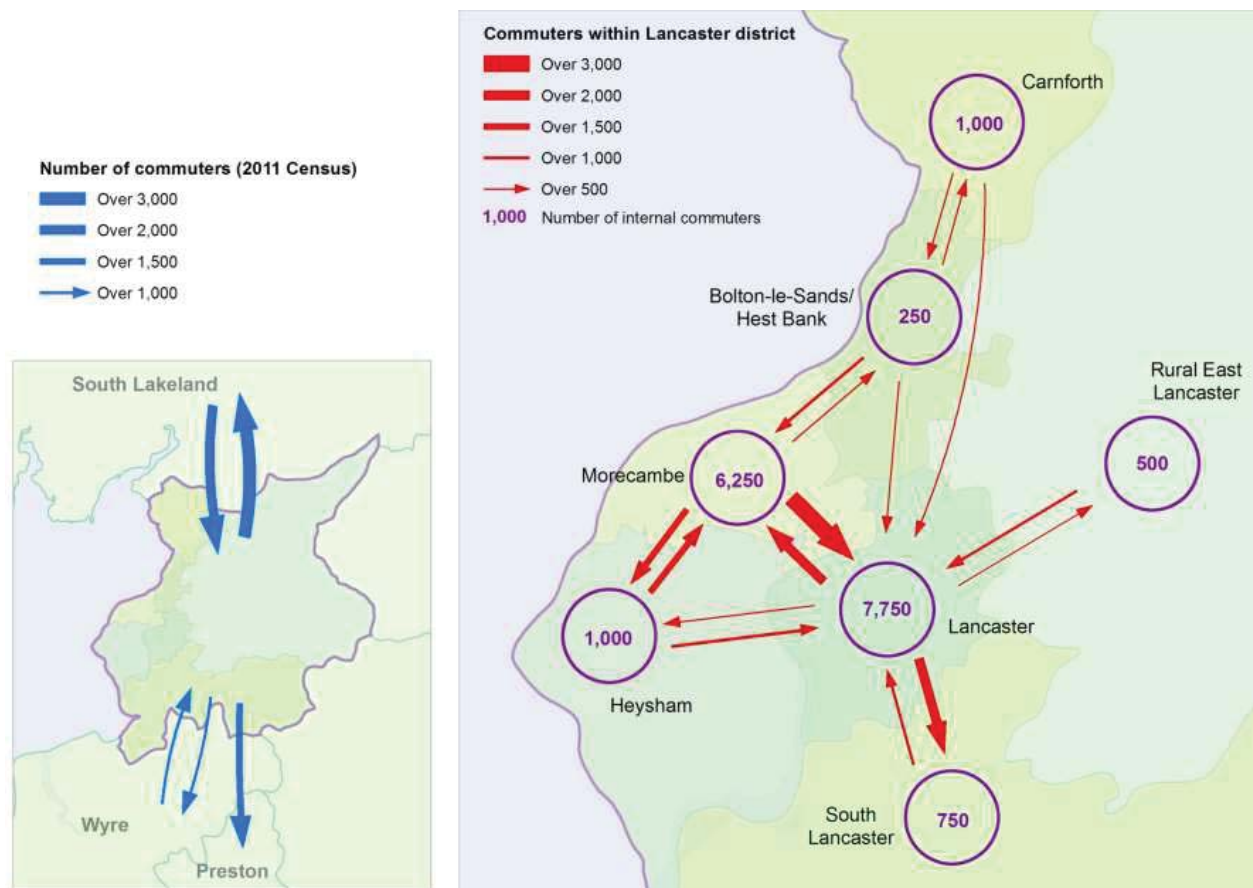 Number of commuters (2011 Census)
Over 3,000
Over 2,000
Over 1,500
Over 1,000
South Lakeland
Wyre
Preston
Commuters within Lancaster district
Over 3,000
Over 2,000
Over 1,500
Over 1,000
Over 500
1,000 Number of internal commuters
Carnforth
1,000
Bolton-le-Sands/
Hest Bank
250
Rural East
Lancaster
500
Morecambe
6,250
7,750
Lancaster
1,000
Heysham
South
Lancaster
750